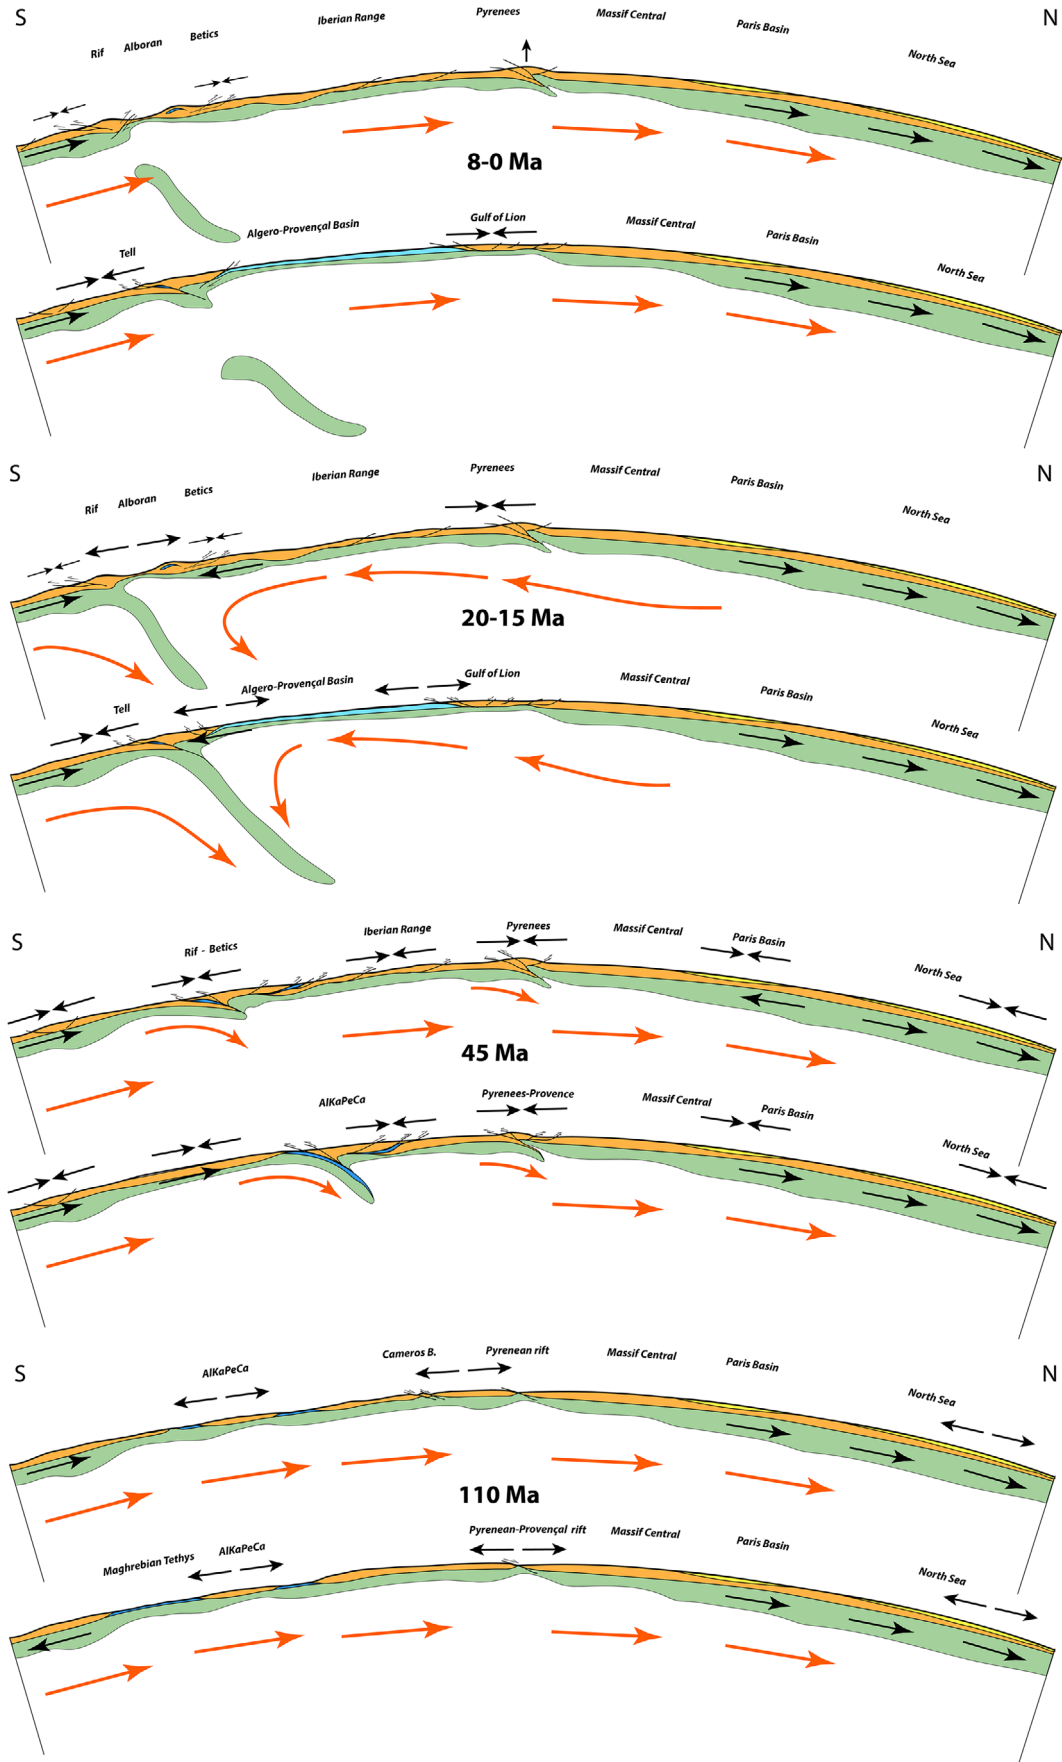 S
N
Rif
Alboran
Betics
Iberian Range
Pyrenees
Massif Central
Paris Basin
North Sea
8-0 Ma
Tell
Algero-Provençal Basin
Gulf of Lion
Massif Central
Paris Basin
North Sea
S
N
Rif
Alboran
Betics
Iberian Range
Pyrenees
Massif Central
Paris Basin
North Sea
20-15 Ma
Tell
Algero-Provençal Basin
Gulf of Lion
Massif Central
Paris Basin
North Sea
S
N
Rif - Betics
Iberian Range
Pyrenees
Massif Central
Paris Basin
North Sea
45 Ma
AlKaPeCa
Pyrenees-Provence
Massif Central
Paris Basin
North Sea
S
N
AlKaPeCa
Cameros B.
Pyrenean rift
Massif Central
Paris Basin
North Sea
110 Ma
Maghrebian Tethys
AlKaPeCa
Pyrenean-Provençal rift
Massif Central
Paris Basin
North Sea